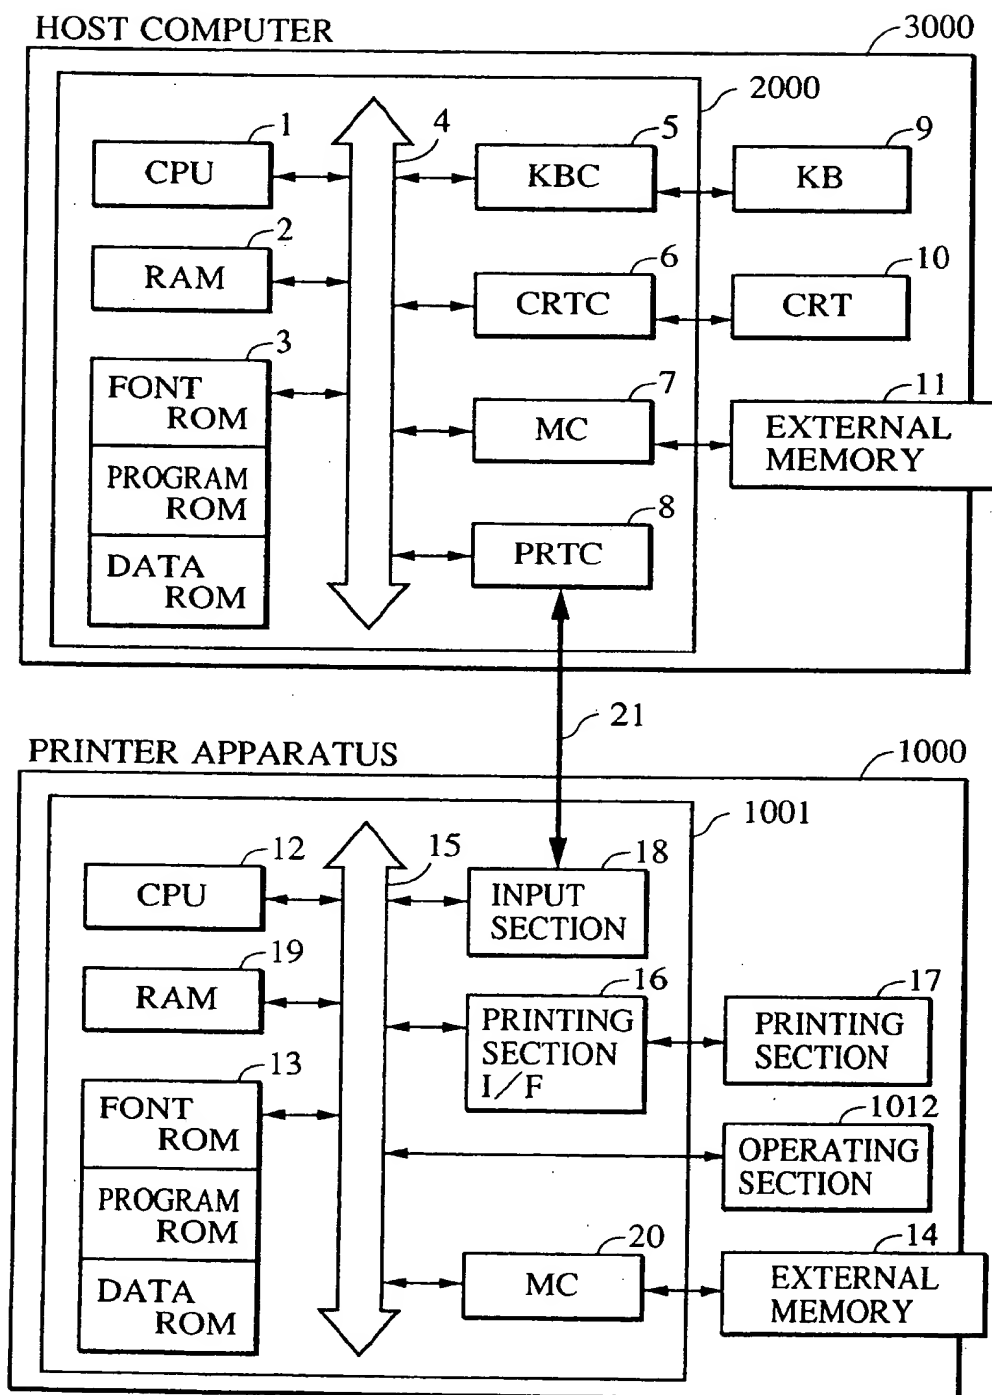 HOST COMPUTER
3000
2000
1
CPU
4
5
KBC
9
KB
2
RAM
6
CRTC
10
CRT
3
FONT
ROM
PROGRAM
ROM
DATA
ROM
7
MC
11
EXTERNAL
MEMORY
8
PRTC
21
PRINTER APPARATUS
1000
1001
12
CPU
15
18
INPUT
SECTION
19
RAM
16
PRINTING
SECTION
I/F
17
PRINTING
SECTION
13
FONT
ROM
PROGRAM
ROM
DATA
ROM
1012
OPERATING
SECTION
20
MC
14
EXTERNAL
MEMORY